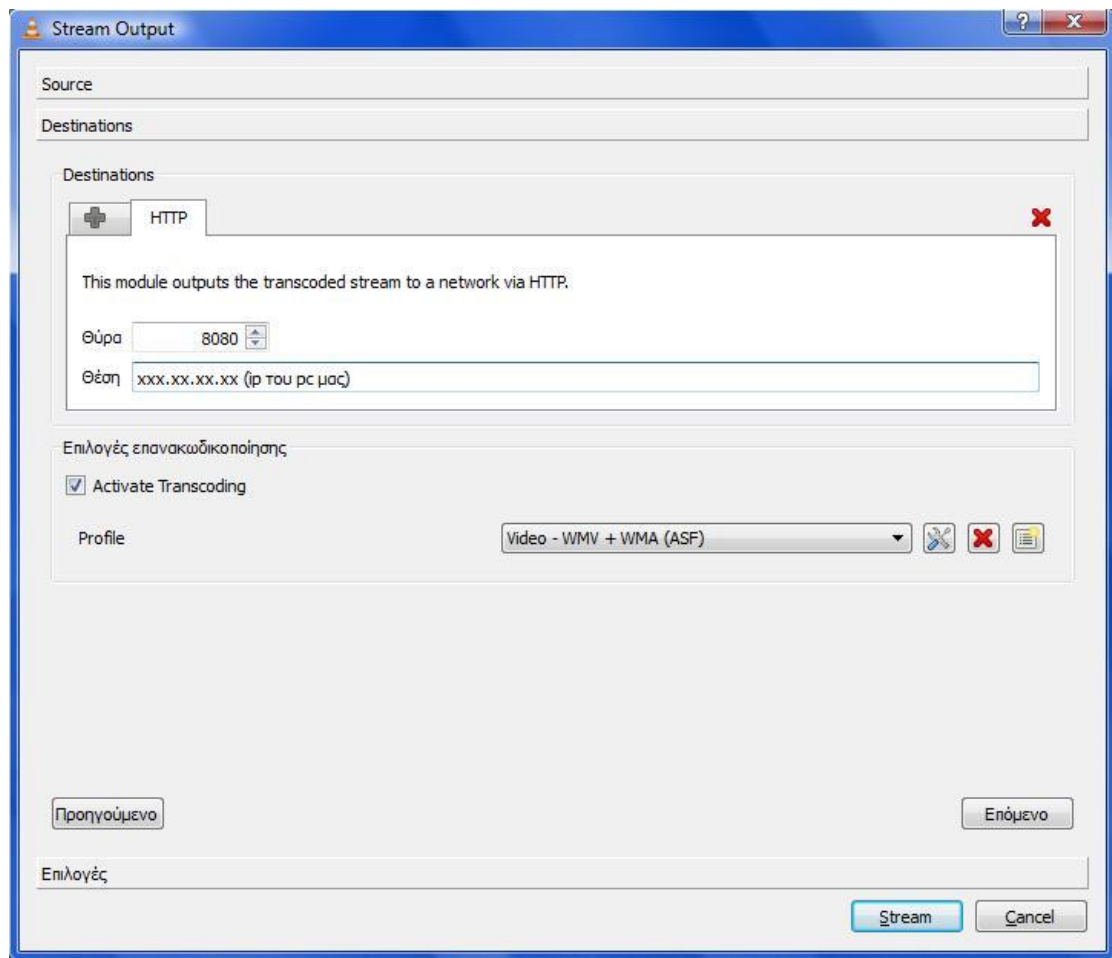 Stream Output
Source
Destinations
Destinations
HTTP
This module outputs the transcoded stream to a network via HTTP.
Θύρα 8080
Θέση xxx.xx.xx.xx (ip του pc μας)
Επιλογές επανακωδικοποίησης
Activate Transcoding
Profile Video - WMV + WMA (ASF)
Προηγούμενο Επόμενο
Επιλογές
Stream Cancel